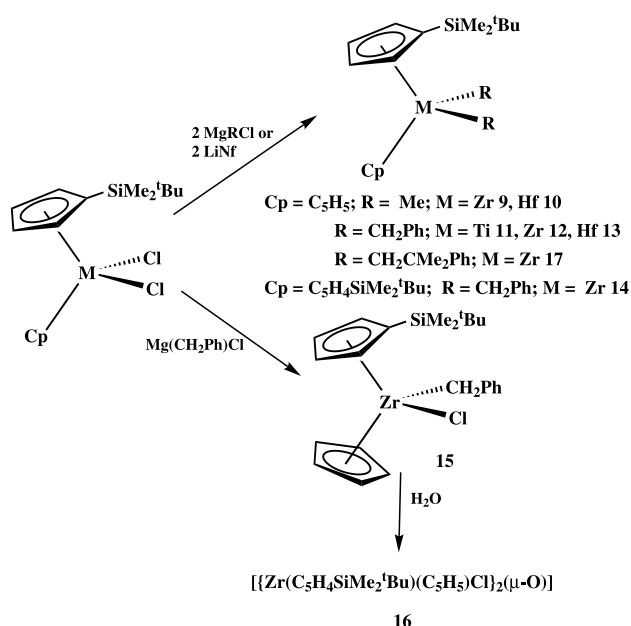 SiMe2tBu
M
R
R
Cp
2 MgRCl or
2 LiNf
SiMe2tBu
M
Cl
Cl
Cp
Cp = C5H5; R = Me; M = Zr 9, Hf 10
R = CH2Ph; M = Ti 11, Zr 12, Hf 13
R = CH2CMe2Ph; M = Zr 17
Cp = C5H4SiMe2tBu; R = CH2Ph; M = Zr 14
Mg(CH2Ph)Cl
SiMe2tBu
Zr
CH2Ph
Cl
15
H2O
[{Zr(C5H4SiMe2tBu)(C5H5)Cl}2(μ-O)]
16